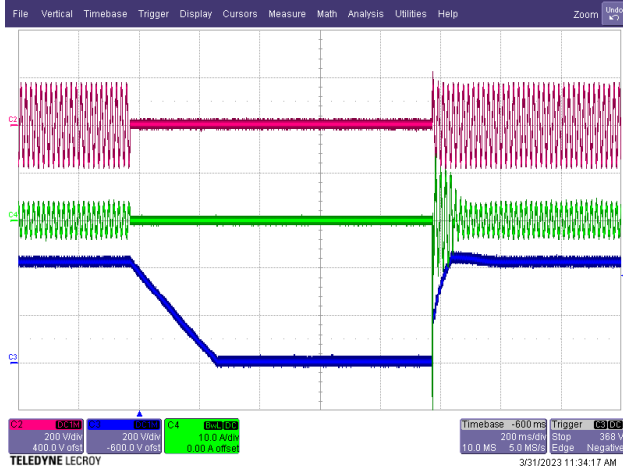 File Vertical Timebase Trigger Display Cursors Measure Math Analysis Utilities Help Zoom Undo
C2
C4
C3
C2 DC1M
200 V/div
400.0 V ofst
DC1M
200 V/div
-600.0 V ofst
C4 BwL DC
10.0 A/div
0.00 A offset
Timebase -600 ms
200 ms/div
10.0 MS 5.0 MS/s
Trigger C3 DC
Stop 368 V
Edge Negative
TELEDYNE LECROY
3/31/2023 11:34:17 AM